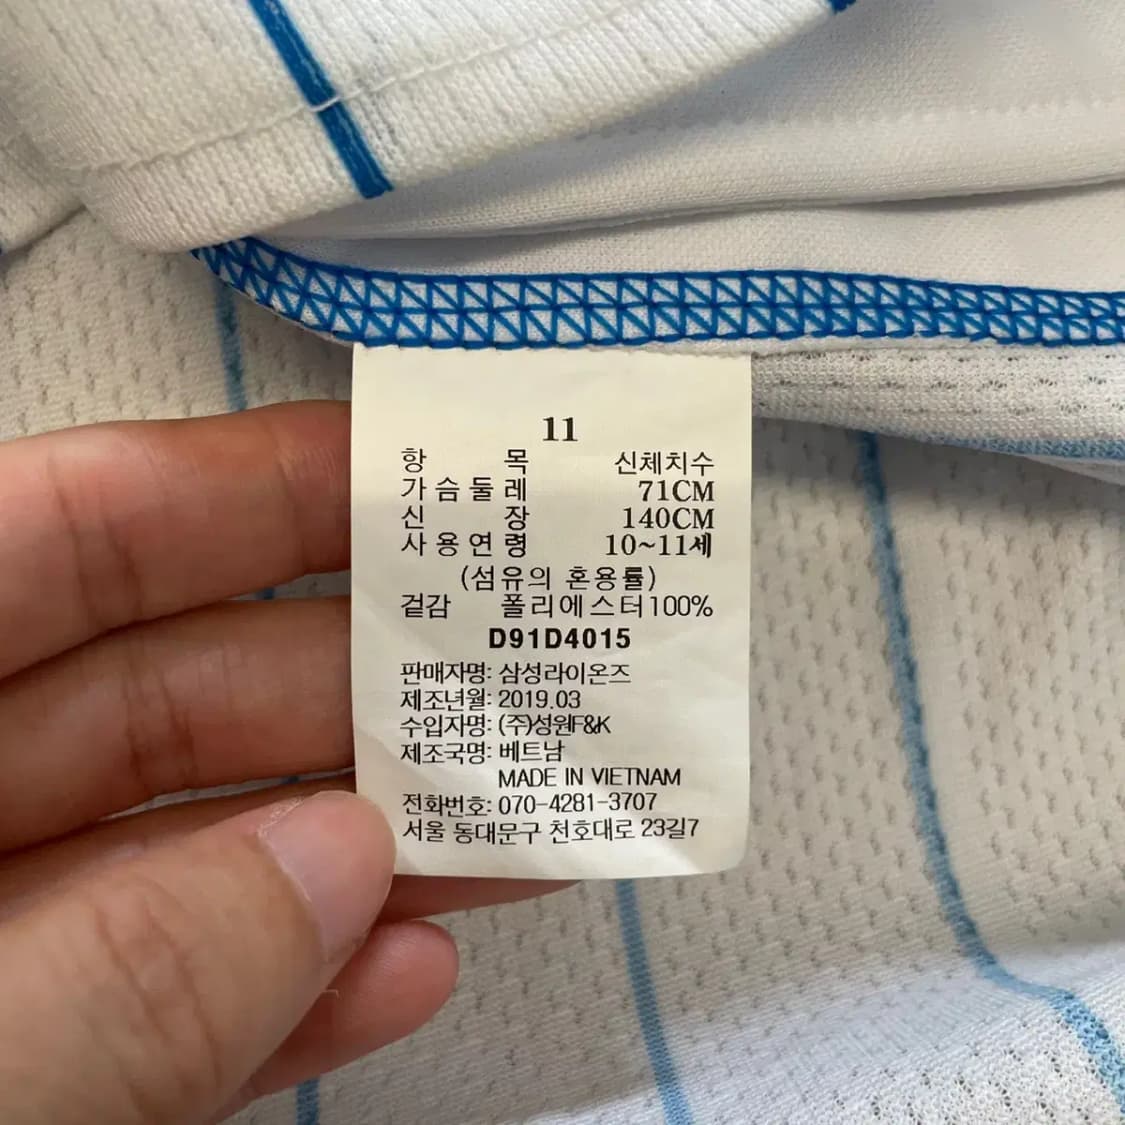 11
항 목 신체치수
가슴둘레 71CM
신 장 140CM
사용연령 10~11세
(섬유의 혼용률)
겉감 폴리에스터100%
D91D4015
판매자명: 삼성라이온즈
제조년월: 2019.03
수입자명: (주)성원F&K
제조국명: 베트남
MADE IN VIETNAM
전화번호: 070-4281-3707
서울 동대문구 천호대로 23길7